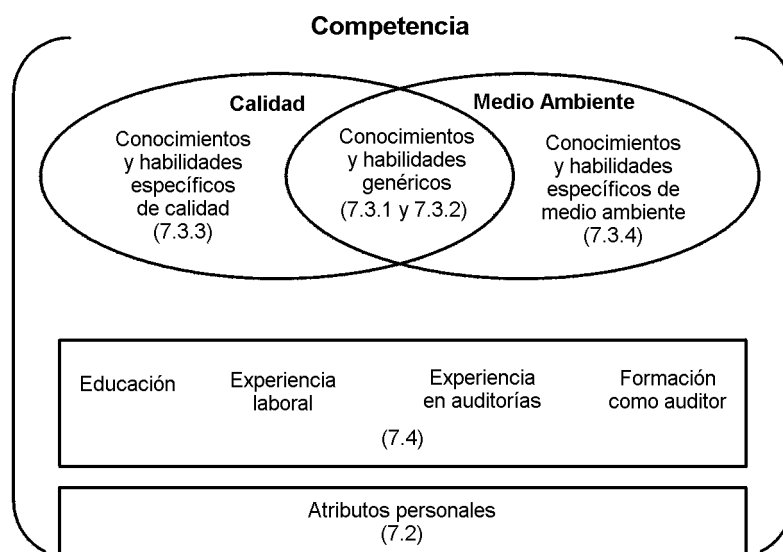 Competencia
Calidad
Medio Ambiente
Conocimientos
y habilidades
específicos
de calidad
(7.3.3)
Conocimientos
y habilidades
genéricos
(7.3.1 y 7.3.2)
Conocimientos
y habilidades
específicos de
medio ambiente
(7.3.4)
Educación
Experiencia
laboral
Experiencia
en auditorías
Formación
como auditor
(7.4)
Atributos personales
(7.2)